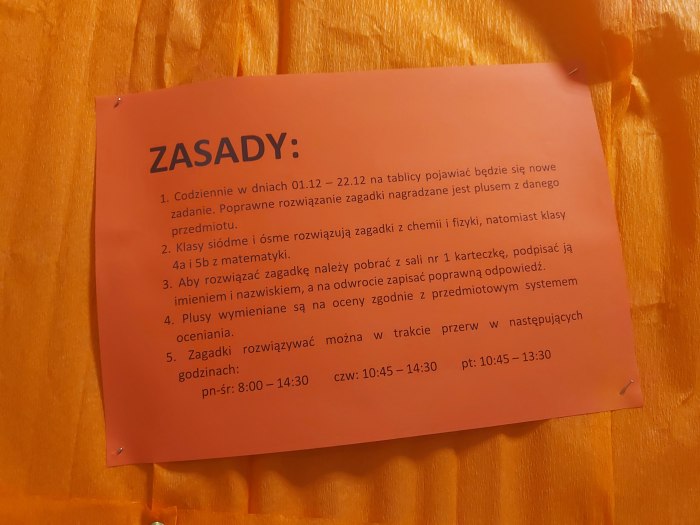 ZASADY:
1. Codziennie w dniach 01.12 – 22.12 na tablicy pojawiać będzie się nowe
zadanie. Poprawne rozwiązanie zagadki nagradzane jest plusem z danego
przedmiotu.
2. Klasy siódme i ósme rozwiązują zagadki z chemii i fizyki, natomiast klasy
4a i 5b z matematyki.
3. Aby rozwiązać zagadkę należy pobrać z sali nr 1 karteczkę, podpisać ją
imieniem i nazwiskiem, a na odwrocie zapisać poprawną odpowiedź.
4. Plusy wymieniane są na oceny zgodnie z przedmiotowym systemem
oceniania.
5. Zagadki rozwiązywać można w trakcie przerw w następujących
godzinach:
pn-śr: 8:00 – 14:30 czw: 10:45 – 14:30 pt: 10:45 – 13:30